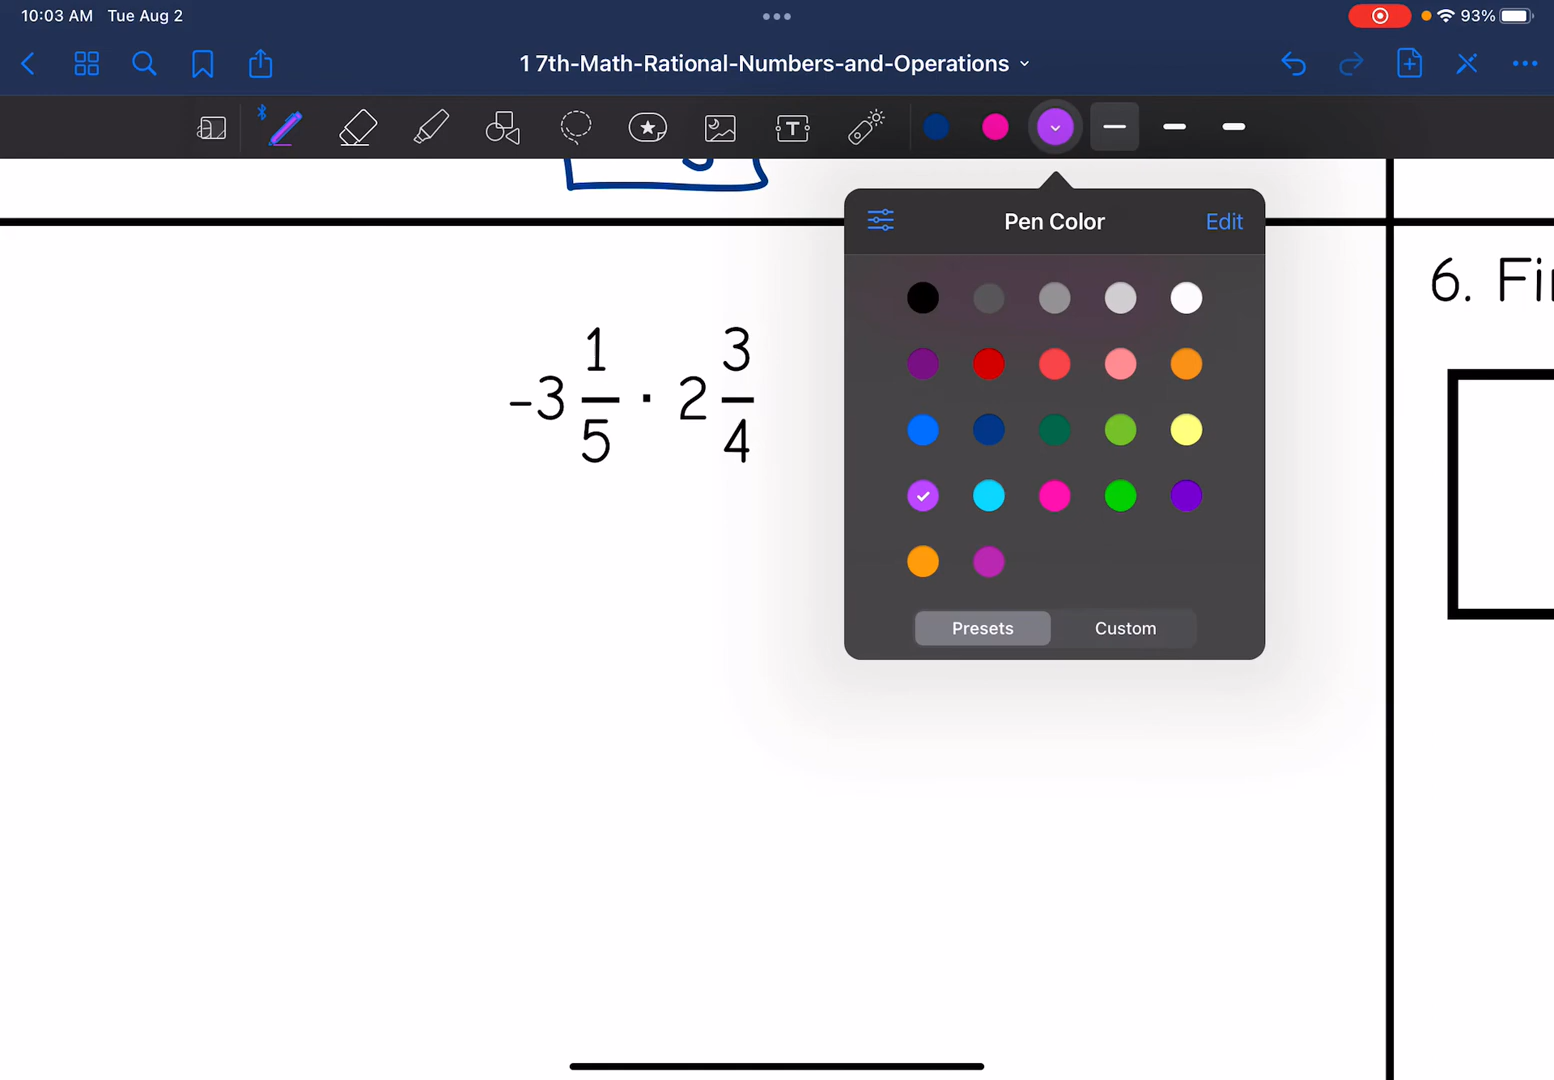 10:03 AM Tue Aug 2
93%
1 7th-Math-Rational-Numbers-and-Operations
T
Pen Color
Edit
6. Fi
-3 1/5 · 2 3/4
Presets
Custom